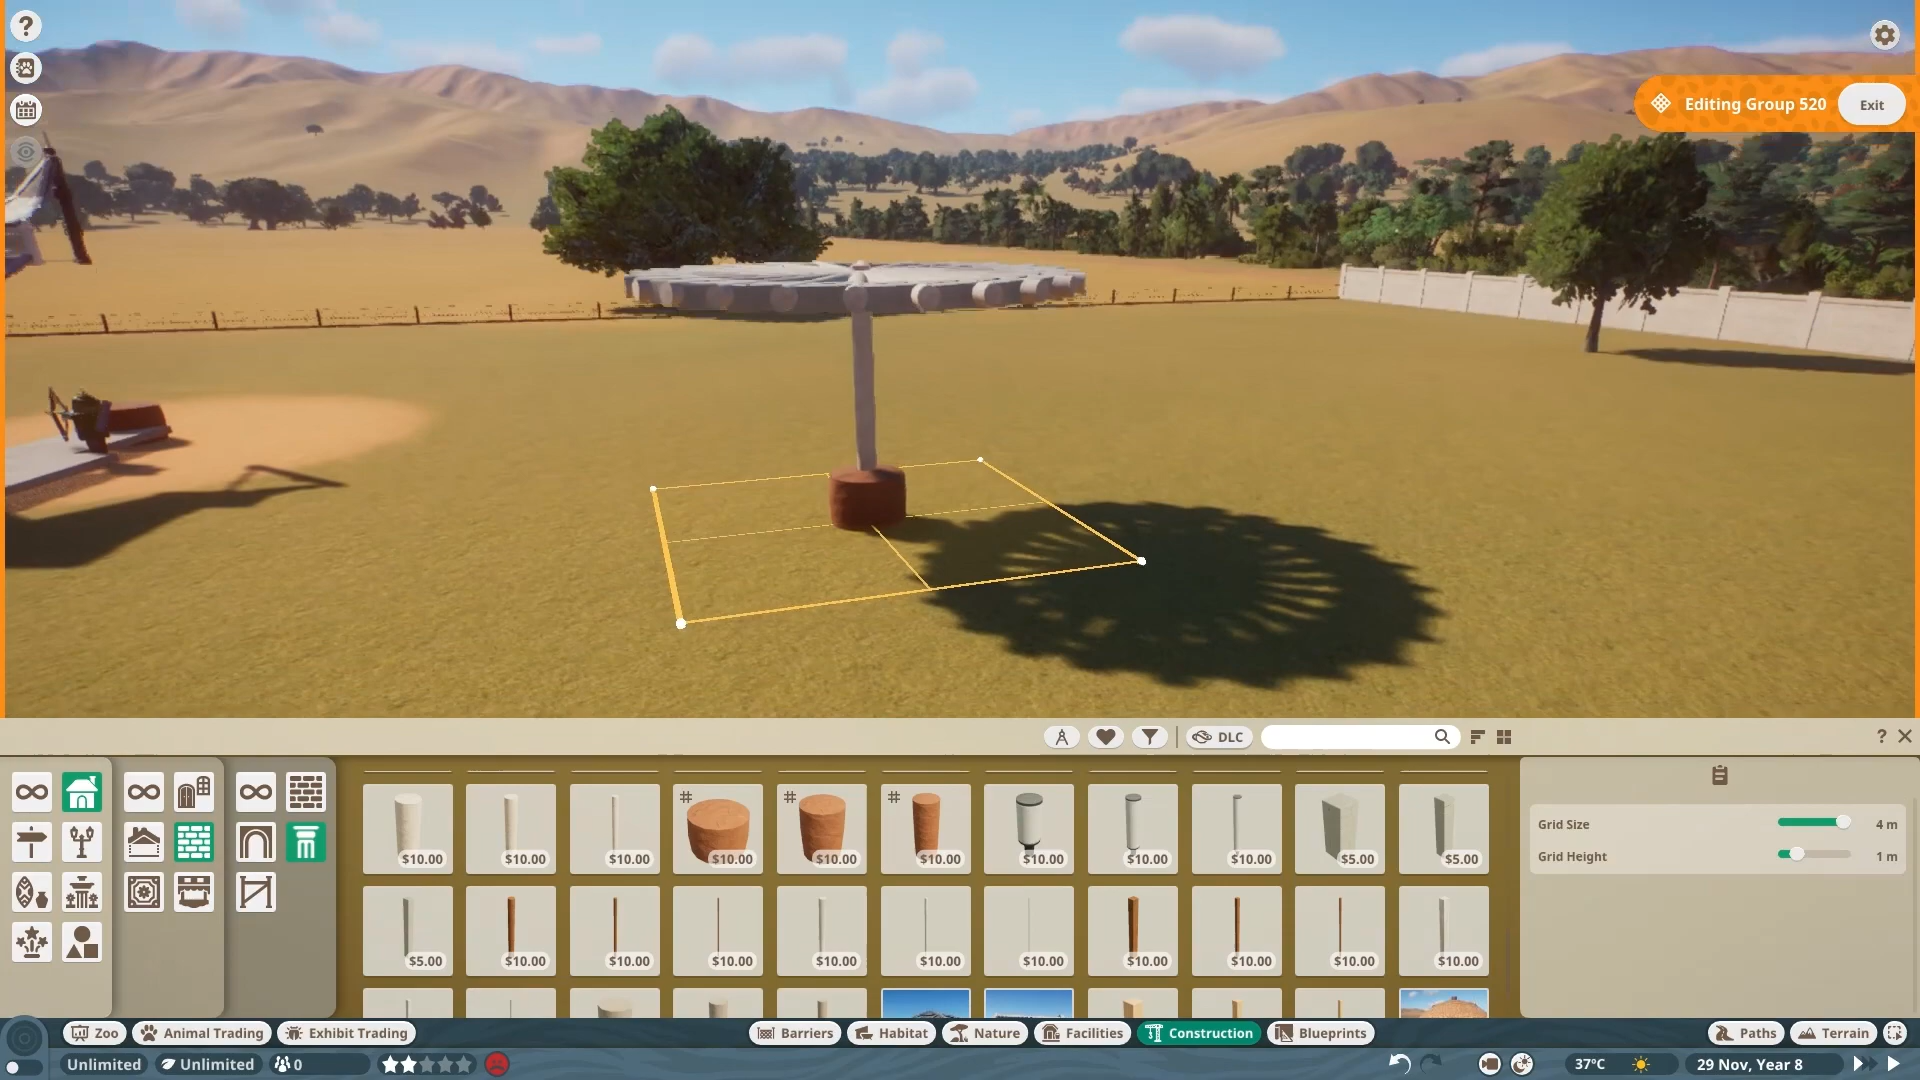 ?
Editing Group 520
Exit
DLC
?
$10.00 $10.00 $10.00 $10.00 $10.00 $10.00 $10.00 $10.00 $10.00 $5.00 $5.00
$5.00 $10.00 $10.00 $10.00 $10.00 $10.00 $10.00 $10.00 $10.00 $10.00 $10.00
Grid Size 4 m
Grid Height 1 m
Zoo Animal Trading Exhibit Trading Barriers Habitat Nature Facilities Construction Blueprints Paths Terrain
Unlimited Unlimited 0 37°C 29 Nov, Year 8